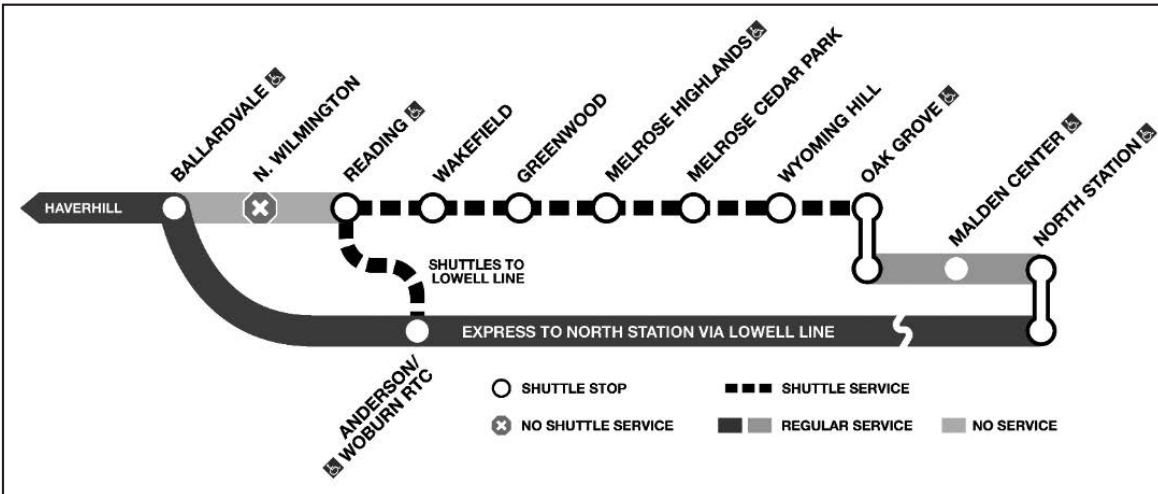 BALLARDVALE
N. WILMINGTON
READING
WAKEFIELD
GREENWOOD
MELROSE HIGHLANDS
MELROSE CEDAR PARK
WYOMING HILL
OAK GROVE
MALDEN CENTER
NORTH STATION
HAVERHILL
SHUTTLES TO
LOWELL LINE
EXPRESS TO NORTH STATION VIA LOWELL LINE
ANDERSON/
WOBURN RTC
SHUTTLE STOP
SHUTTLE SERVICE
NO SHUTTLE SERVICE
REGULAR SERVICE
NO SERVICE